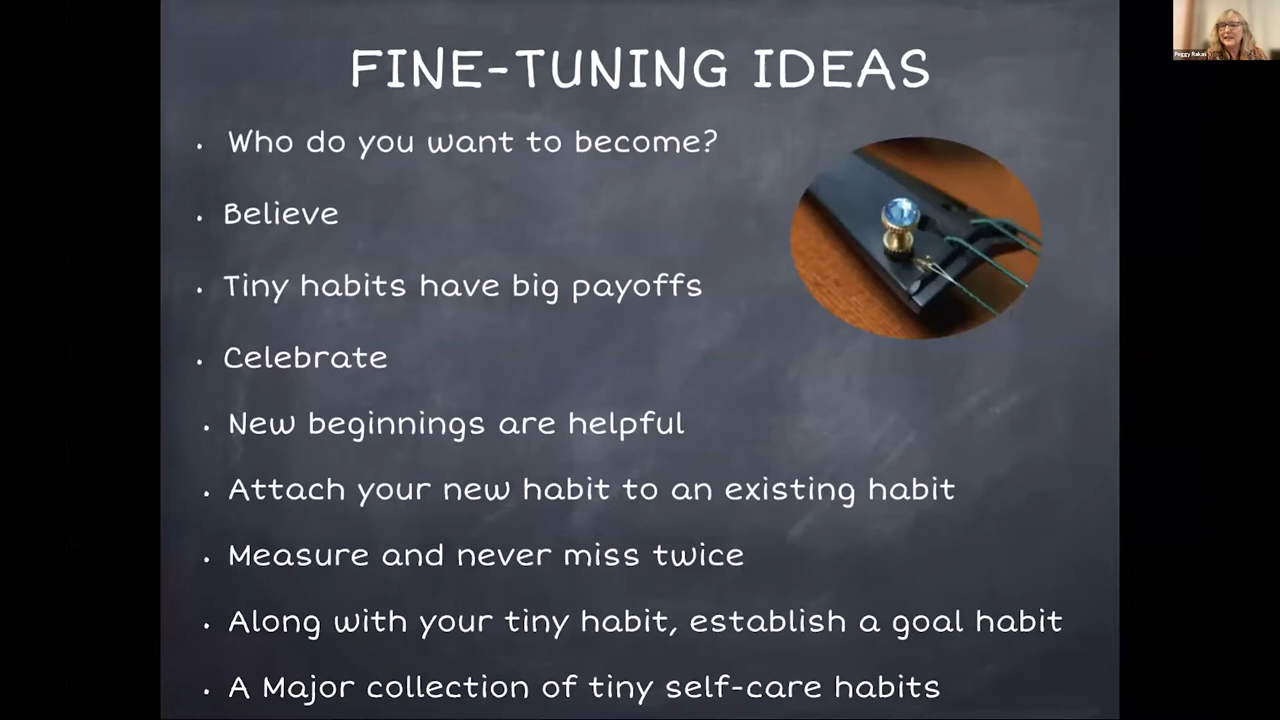 FINE-TUNING IDEAS
Peggy Rakas
· Who do you want to become?
· Believe
· Tiny habits have big payoffs
· Celebrate
· New beginnings are helpful
· Attach your new habit to an existing habit
· Measure and never miss twice
· Along with your tiny habit, establish a goal habit
· A Major collection of tiny self-care habits